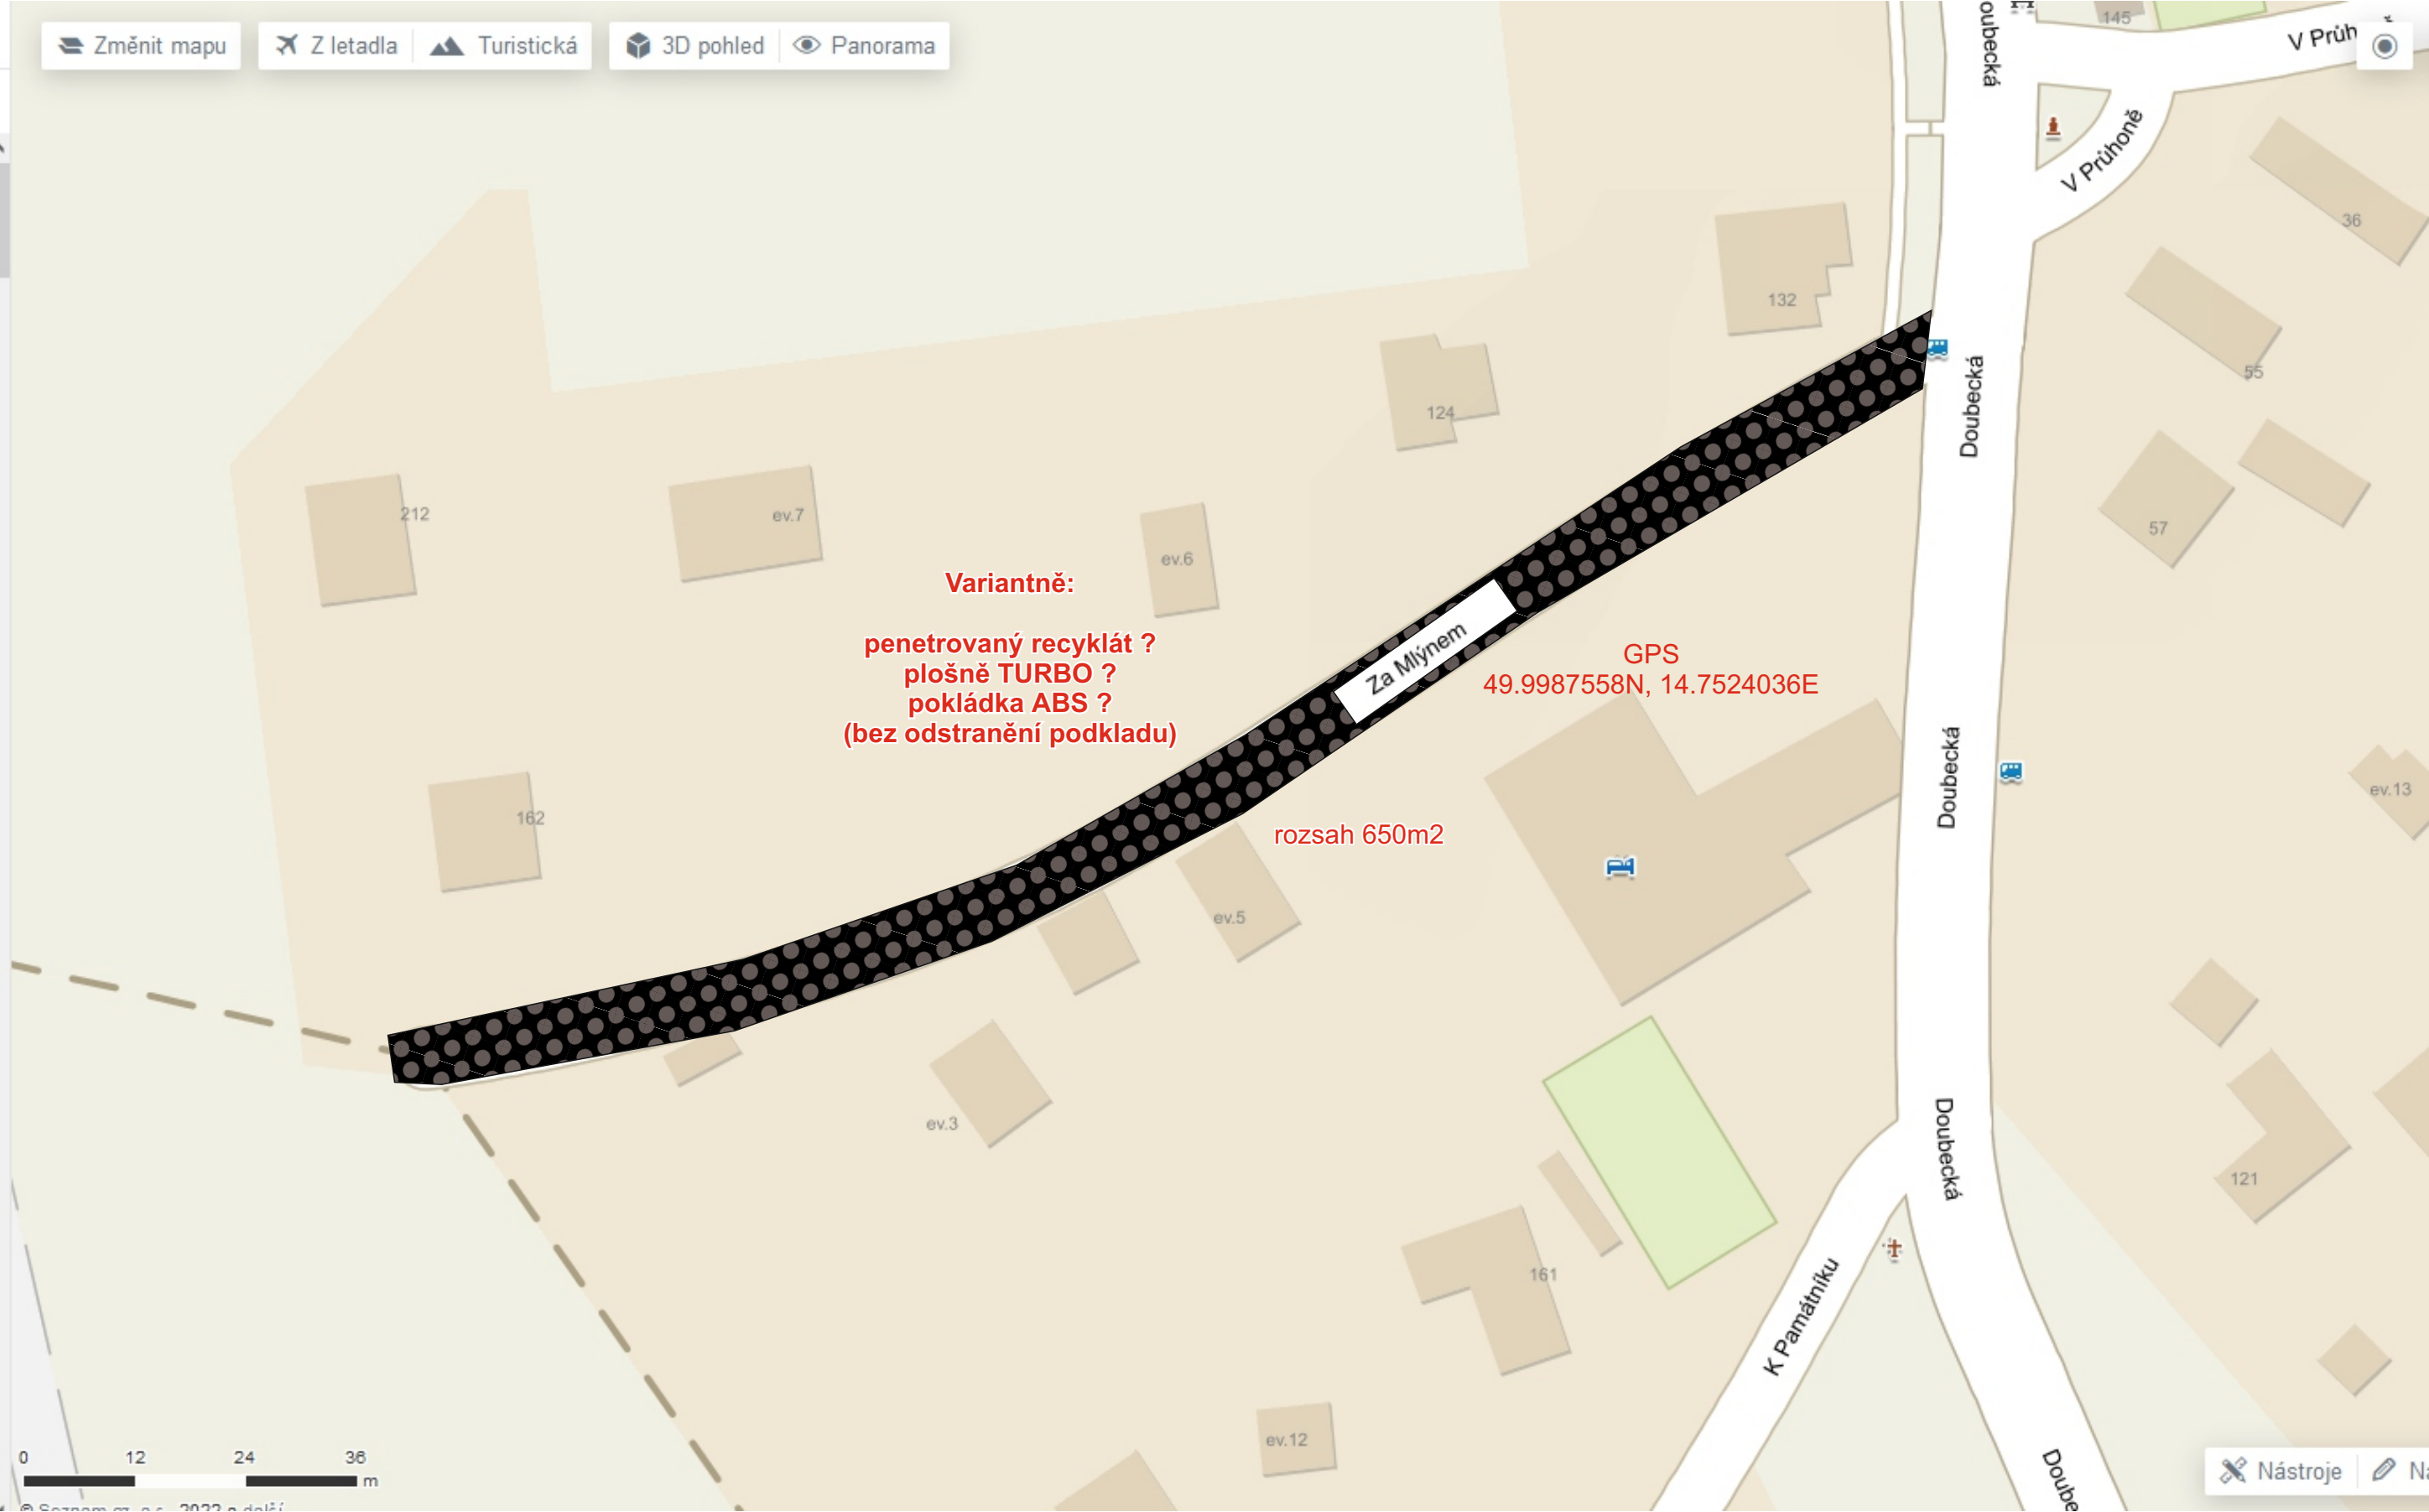 Změnit mapu
Z letadla
Turistická
3D pohled
Panorama
145
V Průhoně
36
132
55
Doubecká
124
57
212
ev.7
ev.6
Variantně:
penetrovaný recyklát ?
plošně TURBO ?
pokládka ABS ?
(bez odstranění podkladu)
Za Mlýnem
GPS
49.9987558N, 14.7524036E
Doubecká
ev.13
162
rozsah 650m2
ev.5
ev.3
Doubecká
121
161
K Památníku
ev.12
0 12 24 36
m
Nástroje